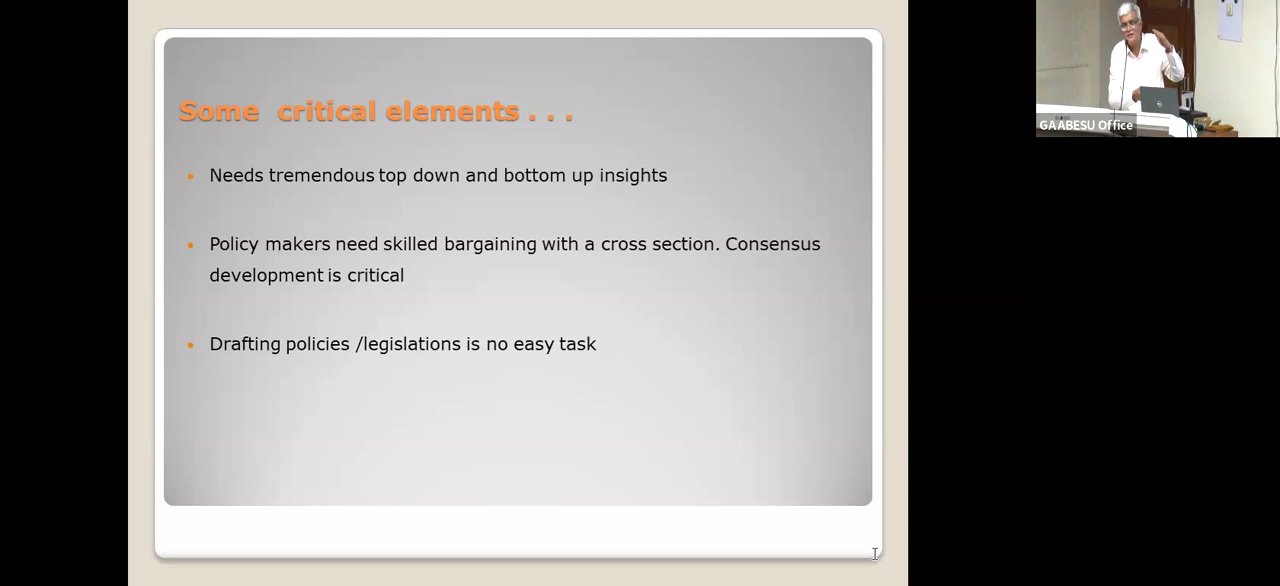 Some critical elements . . .
Needs tremendous top down and bottom up insights
Policy makers need skilled bargaining with a cross section. Consensus
development is critical
Drafting policies /legislations is no easy task
GAABESU Office